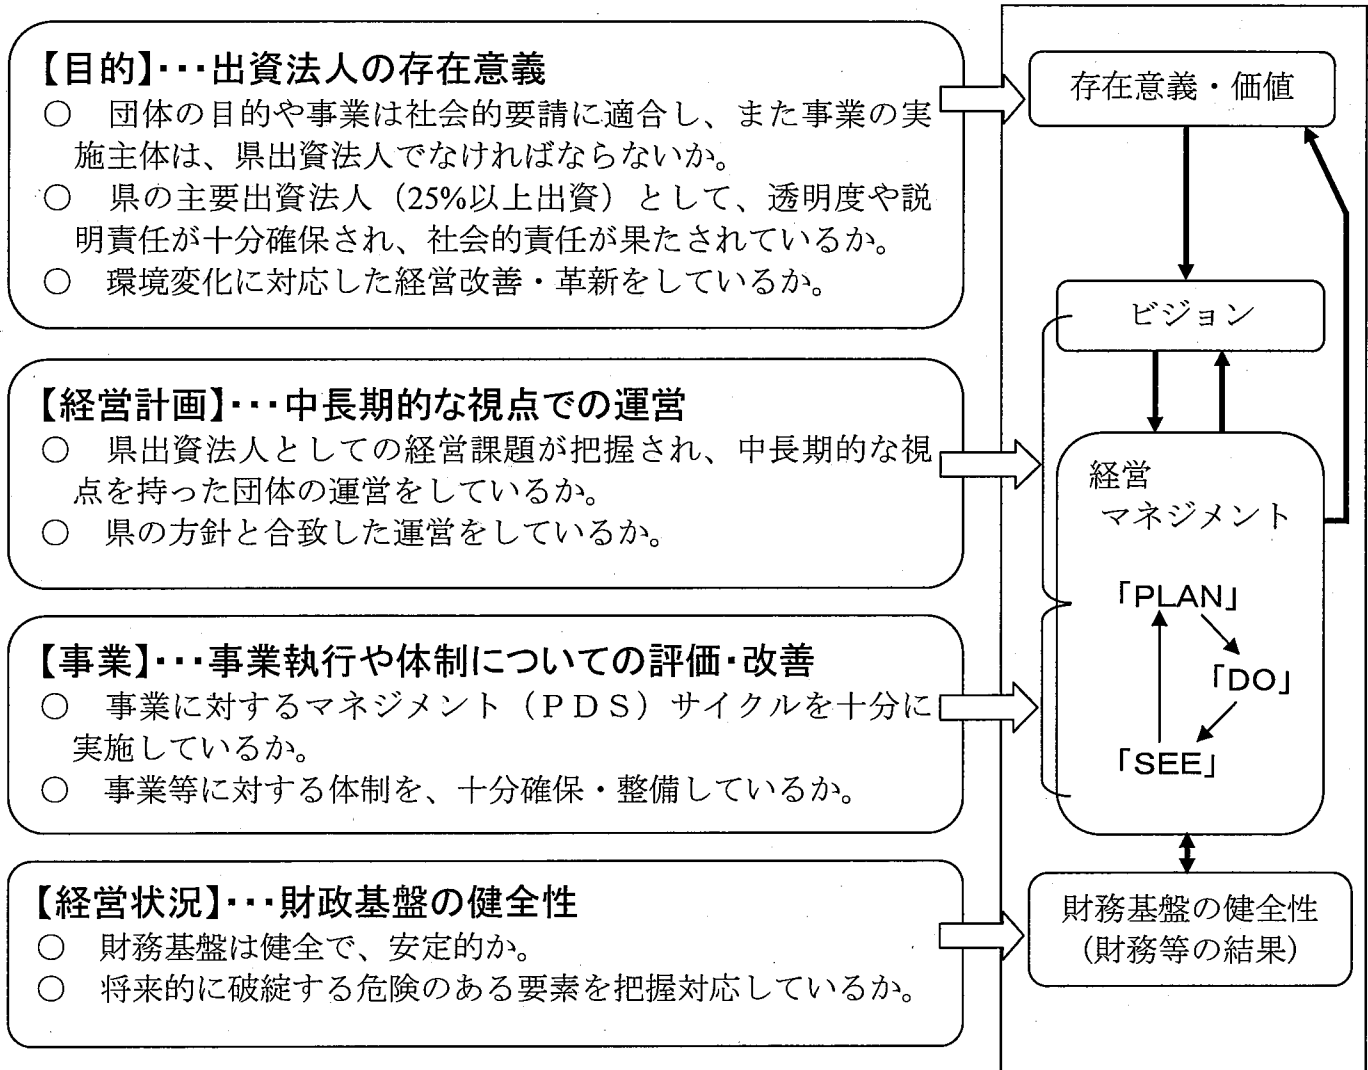 【目的】・・・出資法人の存在意義
○　団体の目的や事業は社会的要請に適合し、また事業の実
施主体は、県出資法人でなければならないか。
○　県の主要出資法人（25%以上出資）として、透明度や説
明責任が十分確保され、社会的責任が果たされているか。
○　環境変化に対応した経営改善・革新をしているか。
【経営計画】・・・中長期的な視点での運営
○　県出資法人としての経営課題が把握され、中長期的な視
点を持った団体の運営をしているか。
○　県の方針と合致した運営をしているか。
【事業】・・・事業執行や体制についての評価・改善
○　事業に対するマネジメント（ＰＤＳ）サイクルを十分に
実施しているか。
○　事業等に対する体制を、十分確保・整備しているか。
【経営状況】・・・財政基盤の健全性
○　財務基盤は健全で、安定的か。
○　将来的に破綻する危険のある要素を把握対応しているか。
存在意義・価値
ビジョン
経営
マネジメント
「PLAN」
「DO」
「SEE」
財務基盤の健全性
（財務等の結果）